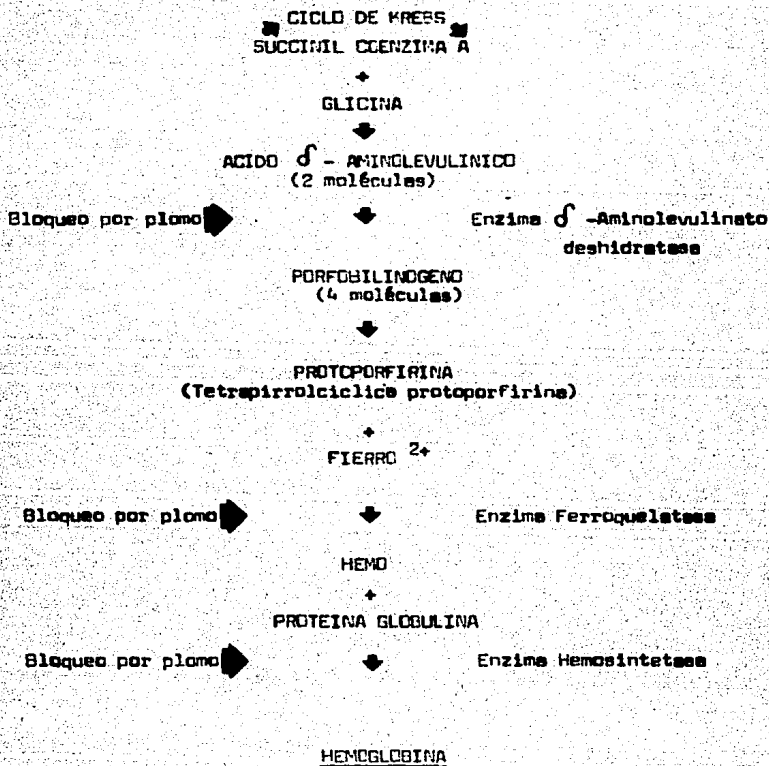 CICLO DE KREBS
SUCCINIL COENZIMA A
+
GLICINA
ACIDO δ - AMINOLEVULINICO
(2 moléculas)
Bloqueo por plomo Enzima δ -Aminolevulinato
deshidratasa
PORFOBILINOGENO
(4 moléculas)
PROTOPORFIRINA
(Tetrapirrolciclica protoporfirina)
+
FIERRO 2+
Bloqueo por plomo Enzima Ferroquelatasa
HEMO
+
PROTEINA GLOBULINA
Bloqueo por plomo Enzima Hemosintetasa
HEMOGLOBINA